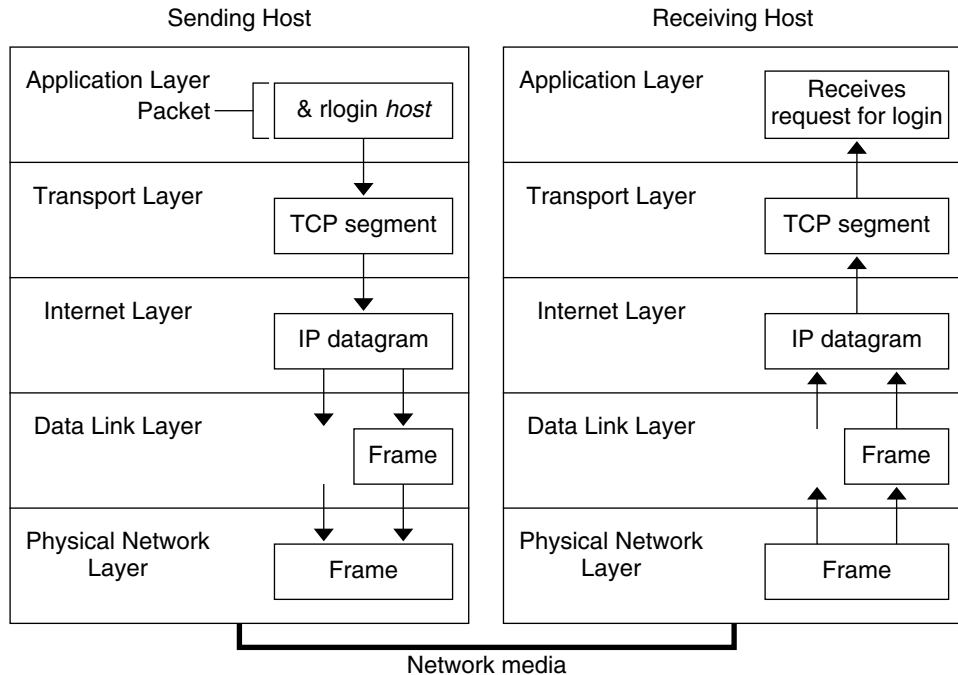 Sending Host
Application Layer
Packet
& rlogin host
Transport Layer
TCP segment
Internet Layer
IP datagram
Data Link Layer
Frame
Physical Network
Layer
Frame
Receiving Host
Application Layer
Receives
request for login
Transport Layer
TCP segment
Internet Layer
IP datagram
Data Link Layer
Frame
Physical Network
Layer
Frame
Network media